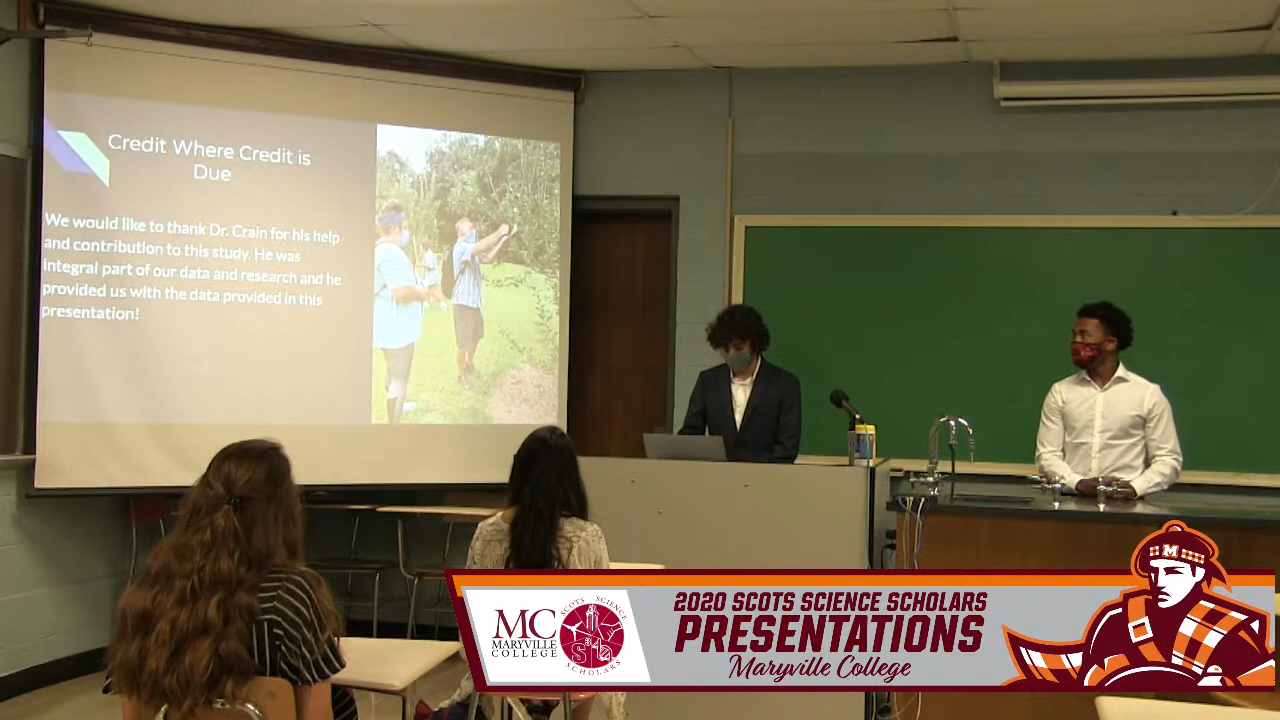 Credit Where Credit is
Due
We would like to thank Dr. Crain for his help
and contribution to this study. He was
integral part of our data and research and he
provided us with the data provided in this
presentation!
MC
MARYVILLE
COLLEGE
SCOTS SCIENCE
SCHOLARS
2020 SCOTS SCIENCE SCHOLARS
PRESENTATIONS
Maryville College
M